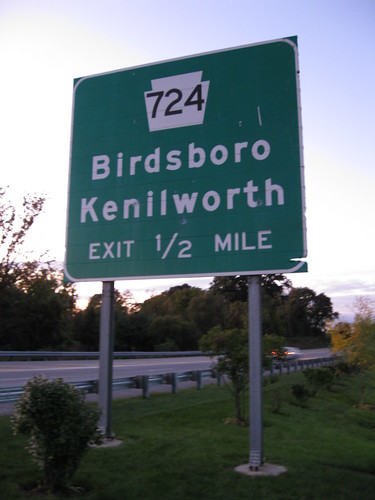 724
Birdsboro
Kenilworth
EXIT 1/2 MILE